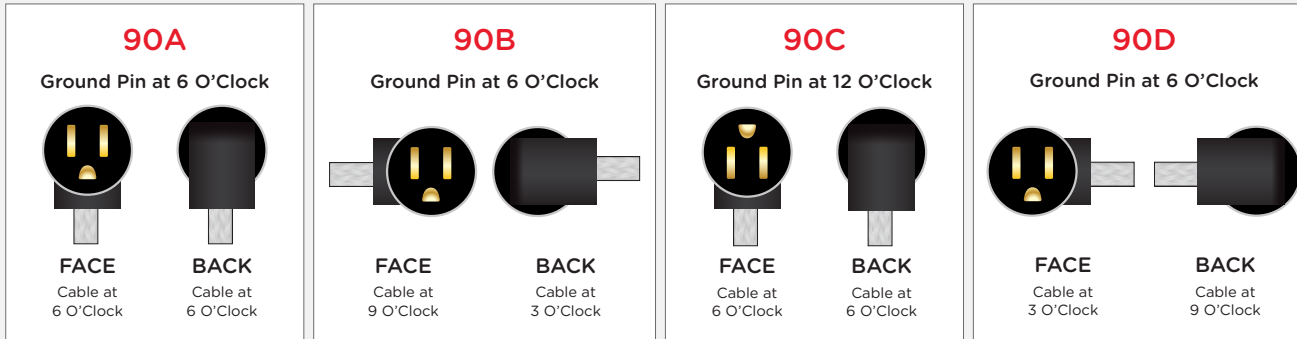 90A
Ground Pin at 6 O'Clock
FACE
Cable at
6 O'Clock
BACK
Cable at
6 O'Clock
90B
Ground Pin at 6 O'Clock
FACE
Cable at
9 O'Clock
BACK
Cable at
3 O'Clock
90C
Ground Pin at 12 O'Clock
FACE
Cable at
6 O'Clock
BACK
Cable at
6 O'Clock
90D
Ground Pin at 6 O'Clock
FACE
Cable at
3 O'Clock
BACK
Cable at
9 O'Clock